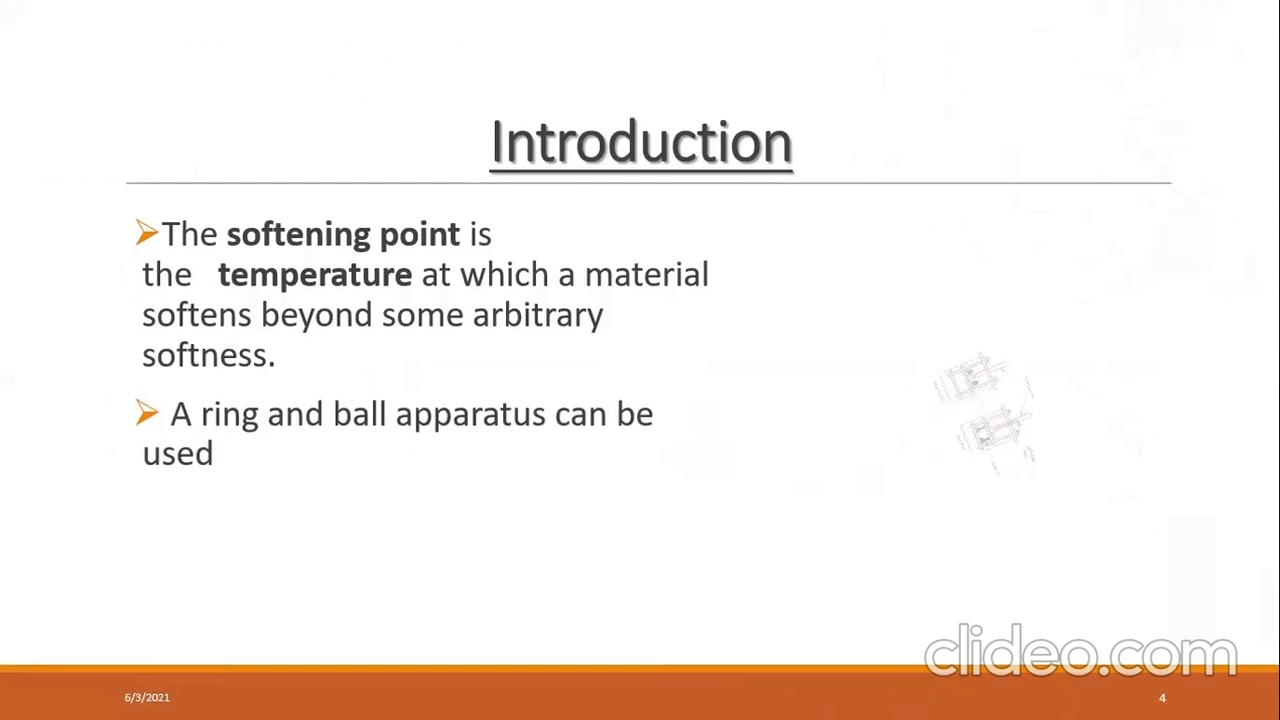 Introduction
The softening point is
the temperature at which a material
softens beyond some arbitrary
softness.
A ring and ball apparatus can be
used
clideo.com
6/3/2021
4